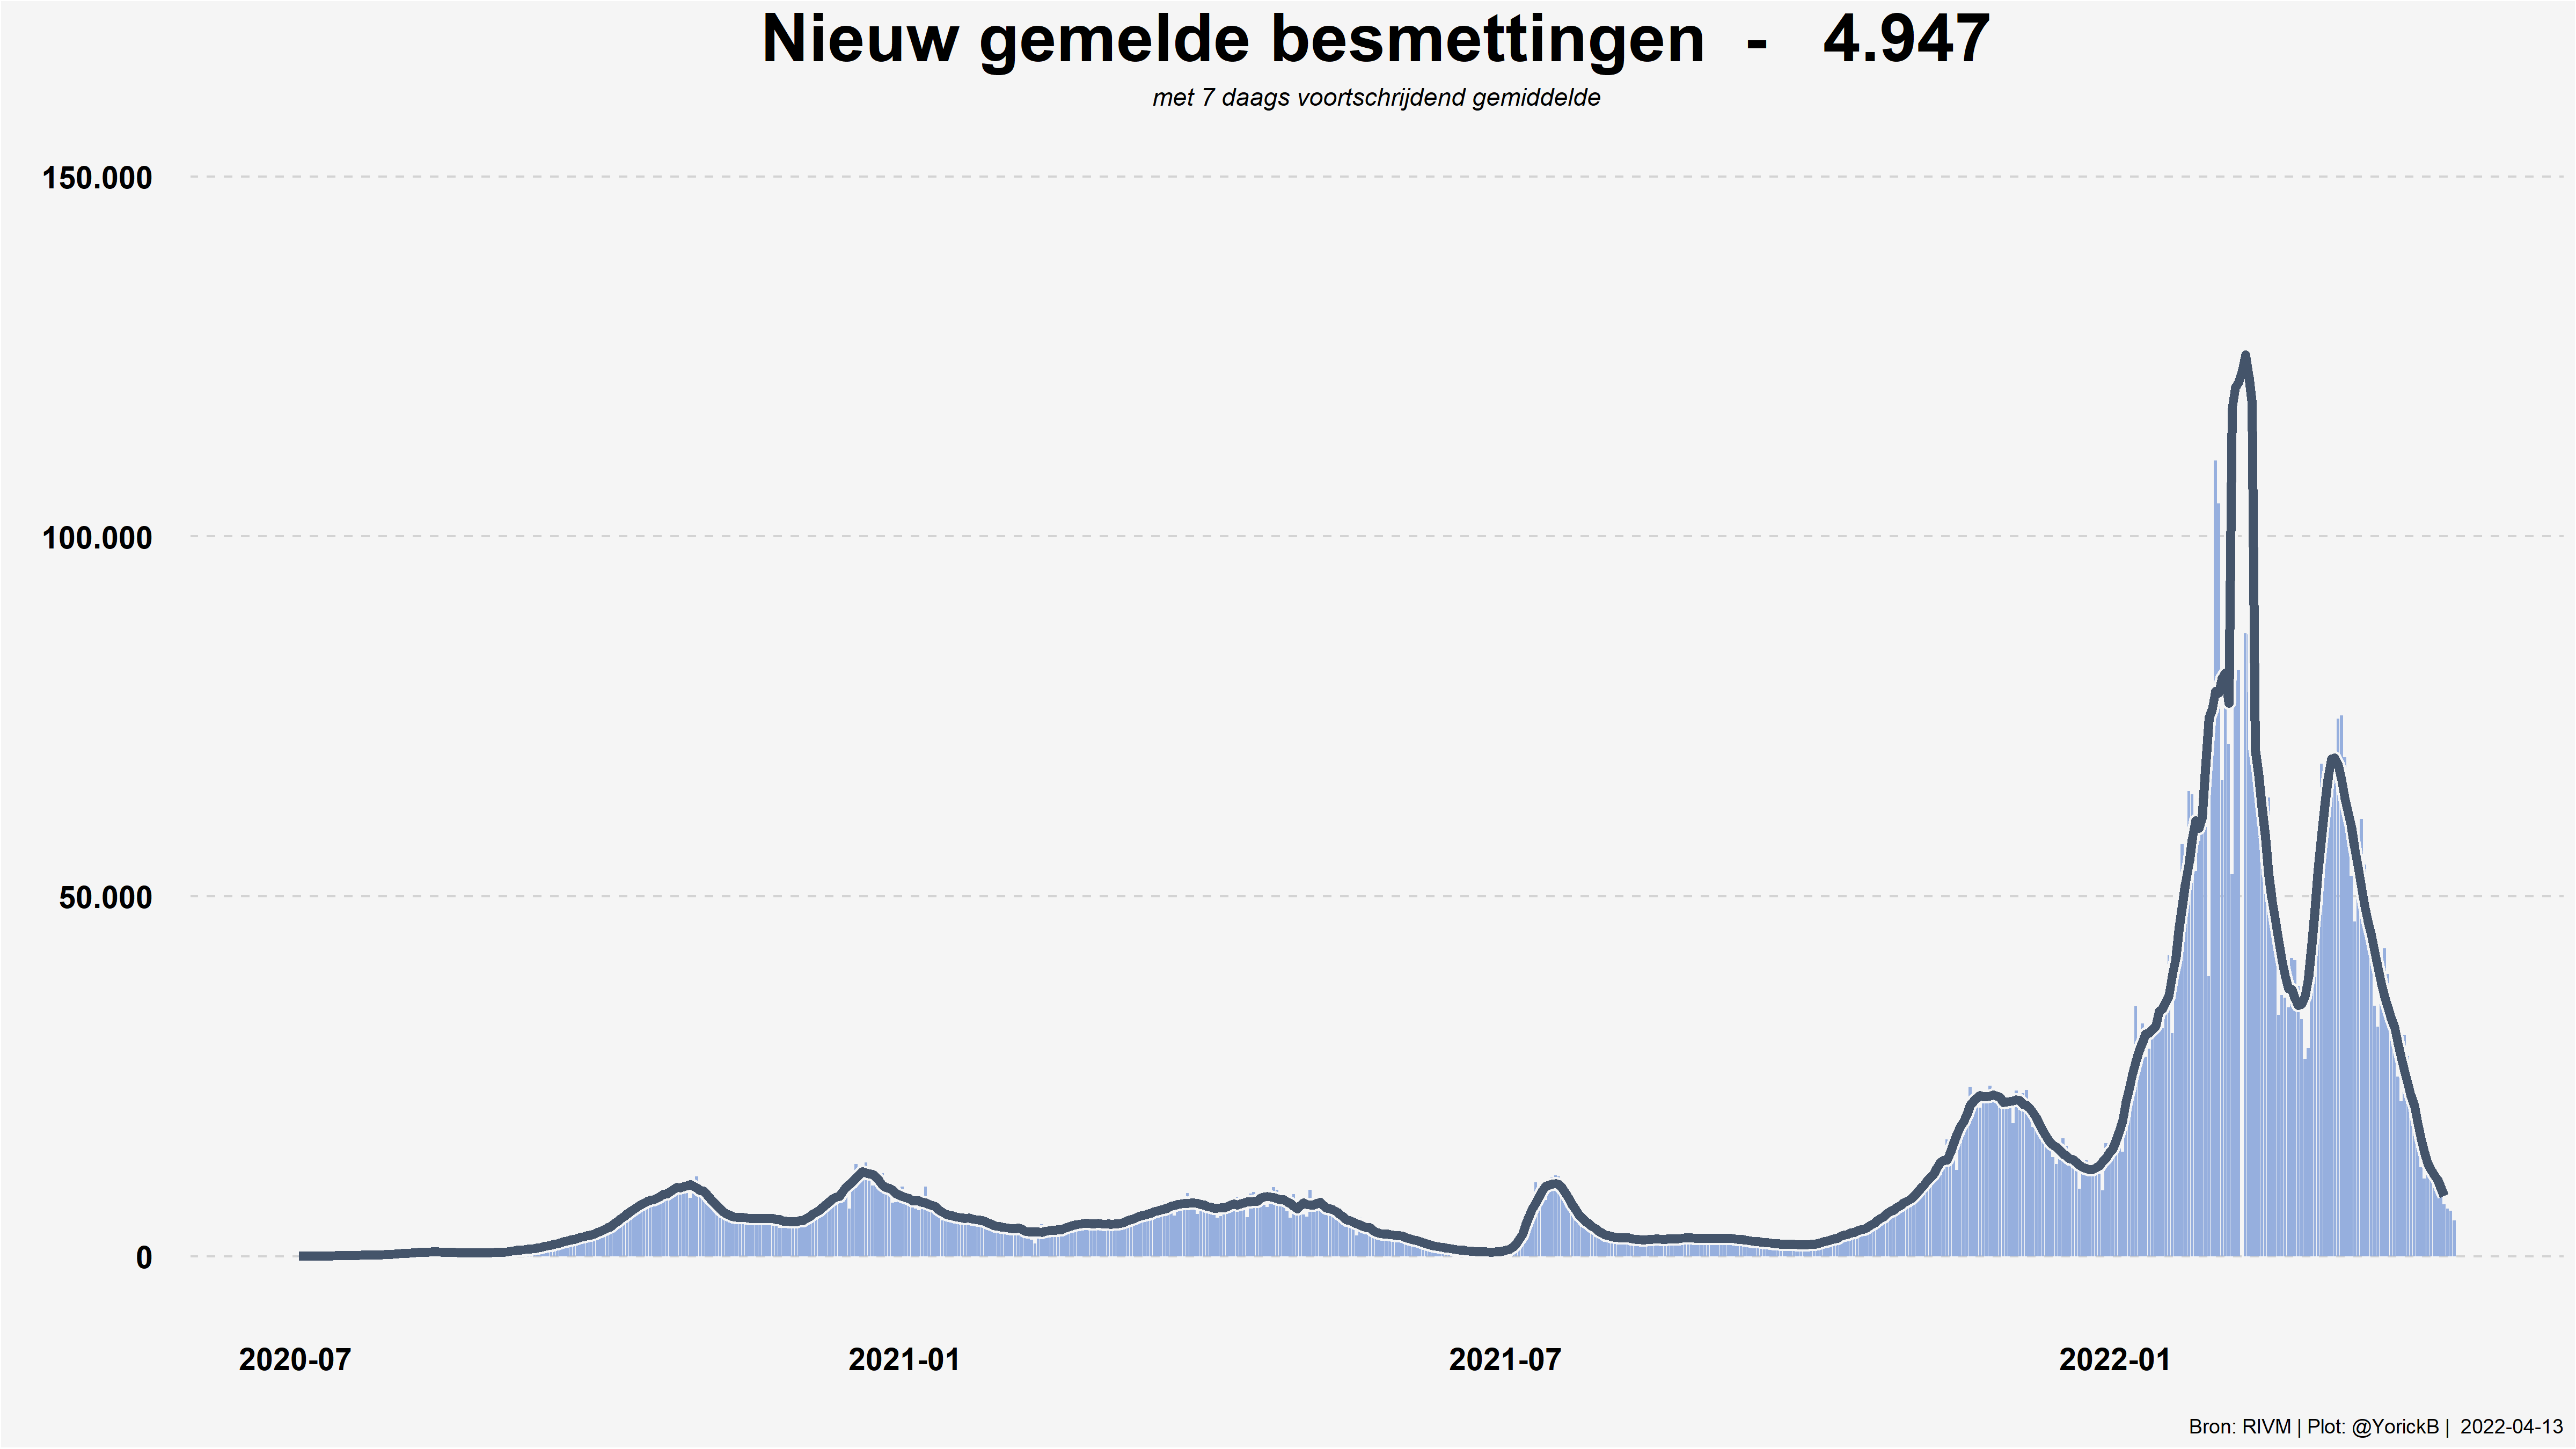 Nieuw gemelde besmettingen - 4.947
met 7 daags voortschrijdend gemiddelde
150.000
100.000
50.000
0
2020-07 2021-01 2021-07 2022-01
Bron: RIVM | Plot: @YorickB | 2022-04-13